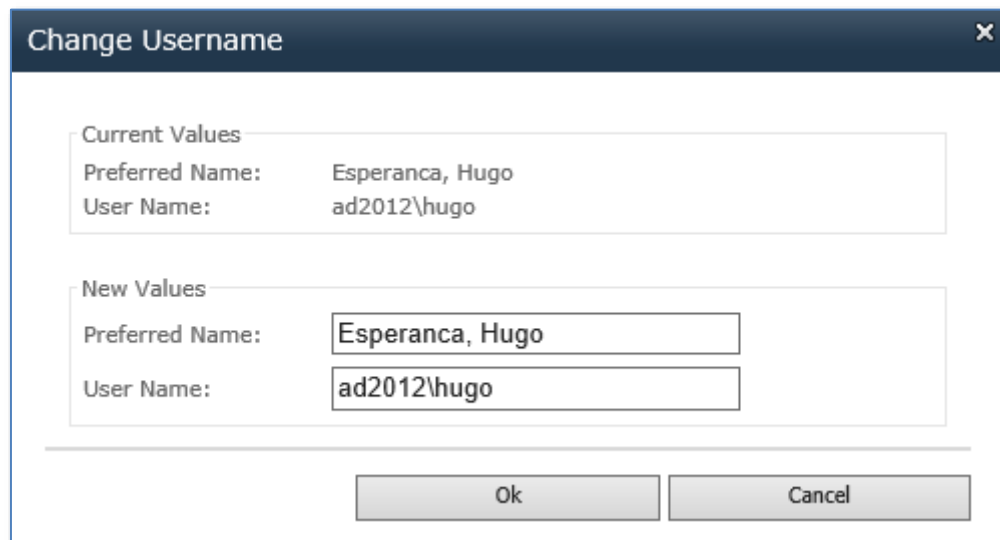 Change Username
Current Values
Preferred Name: Esperanca, Hugo
User Name: ad2012\hugo
New Values
Preferred Name: Esperanca, Hugo
User Name: ad2012\hugo
Ok Cancel